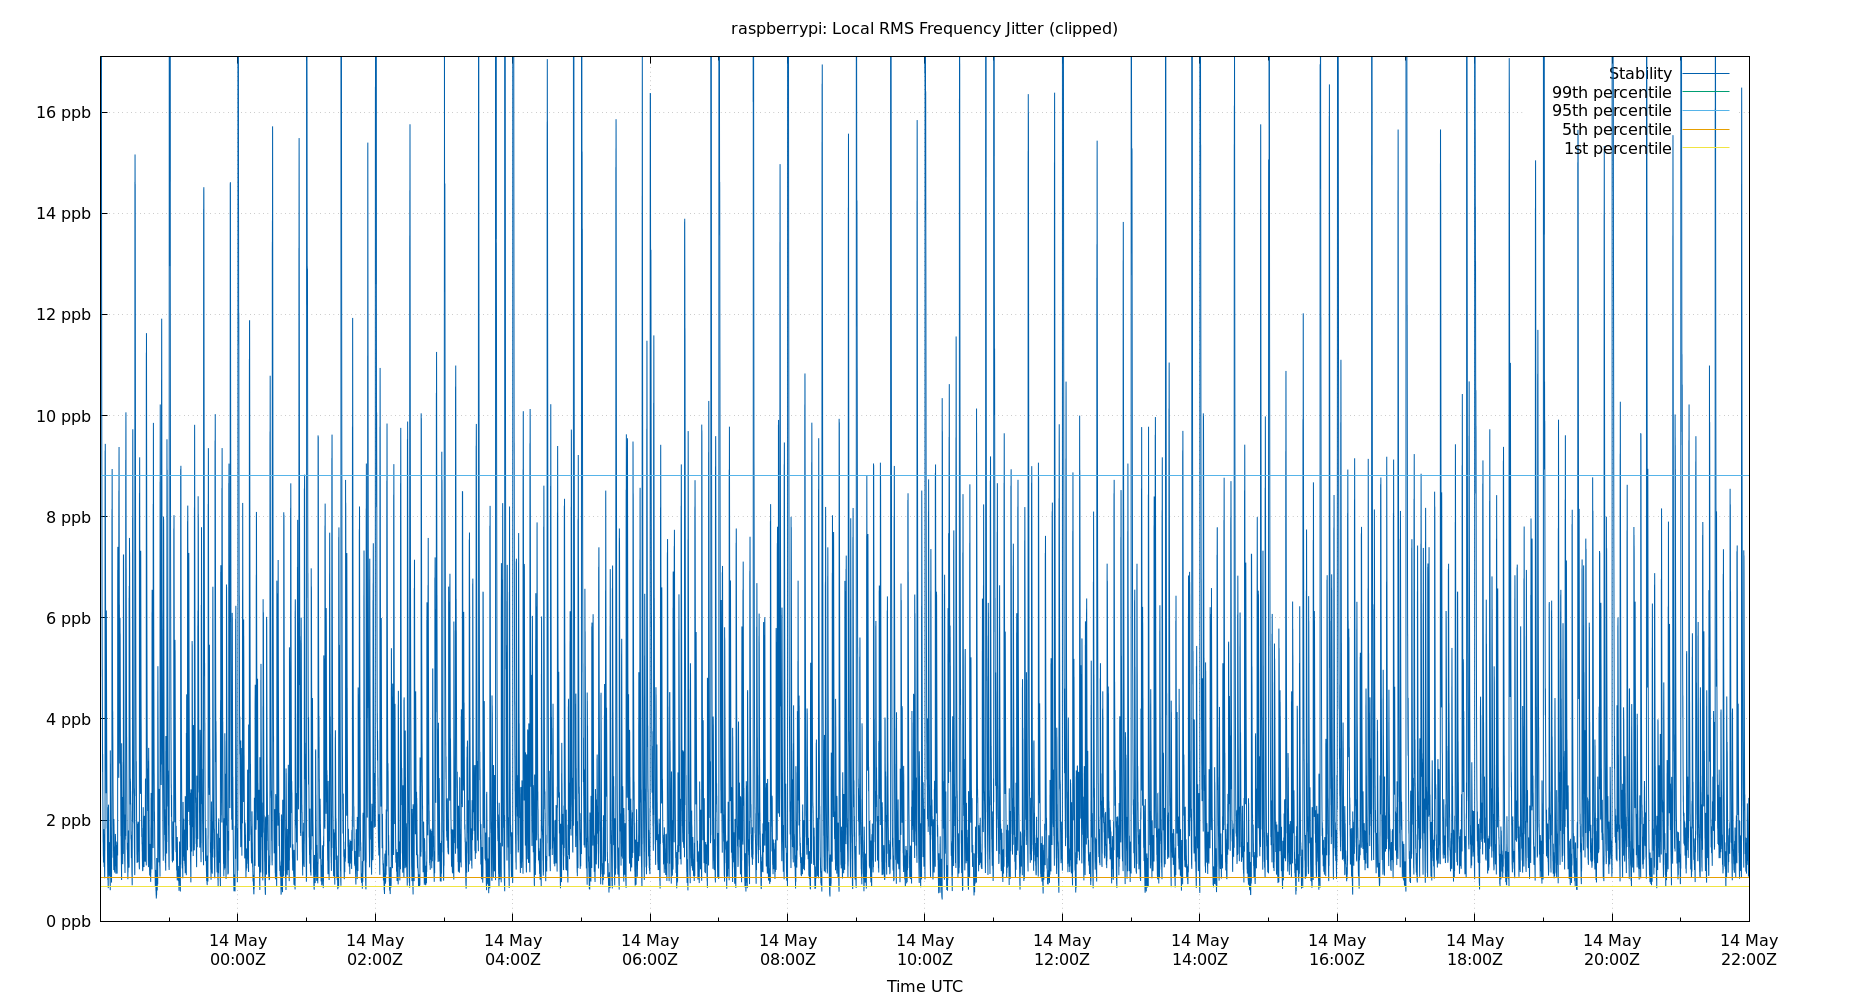 raspberrypi: Local RMS Frequency Jitter (clipped)
Stability
99th percentile
95th percentile
5th percentile
1st percentile
16 ppb
14 ppb
12 ppb
10 ppb
8 ppb
6 ppb
4 ppb
2 ppb
0 ppb
14 May 14 May 14 May 14 May 14 May 14 May 14 May 14 May 14 May 14 May 14 May 14 May
00:00Z 02:00Z 04:00Z 06:00Z 08:00Z 10:00Z 12:00Z 14:00Z 16:00Z 18:00Z 20:00Z 22:00Z
Time UTC